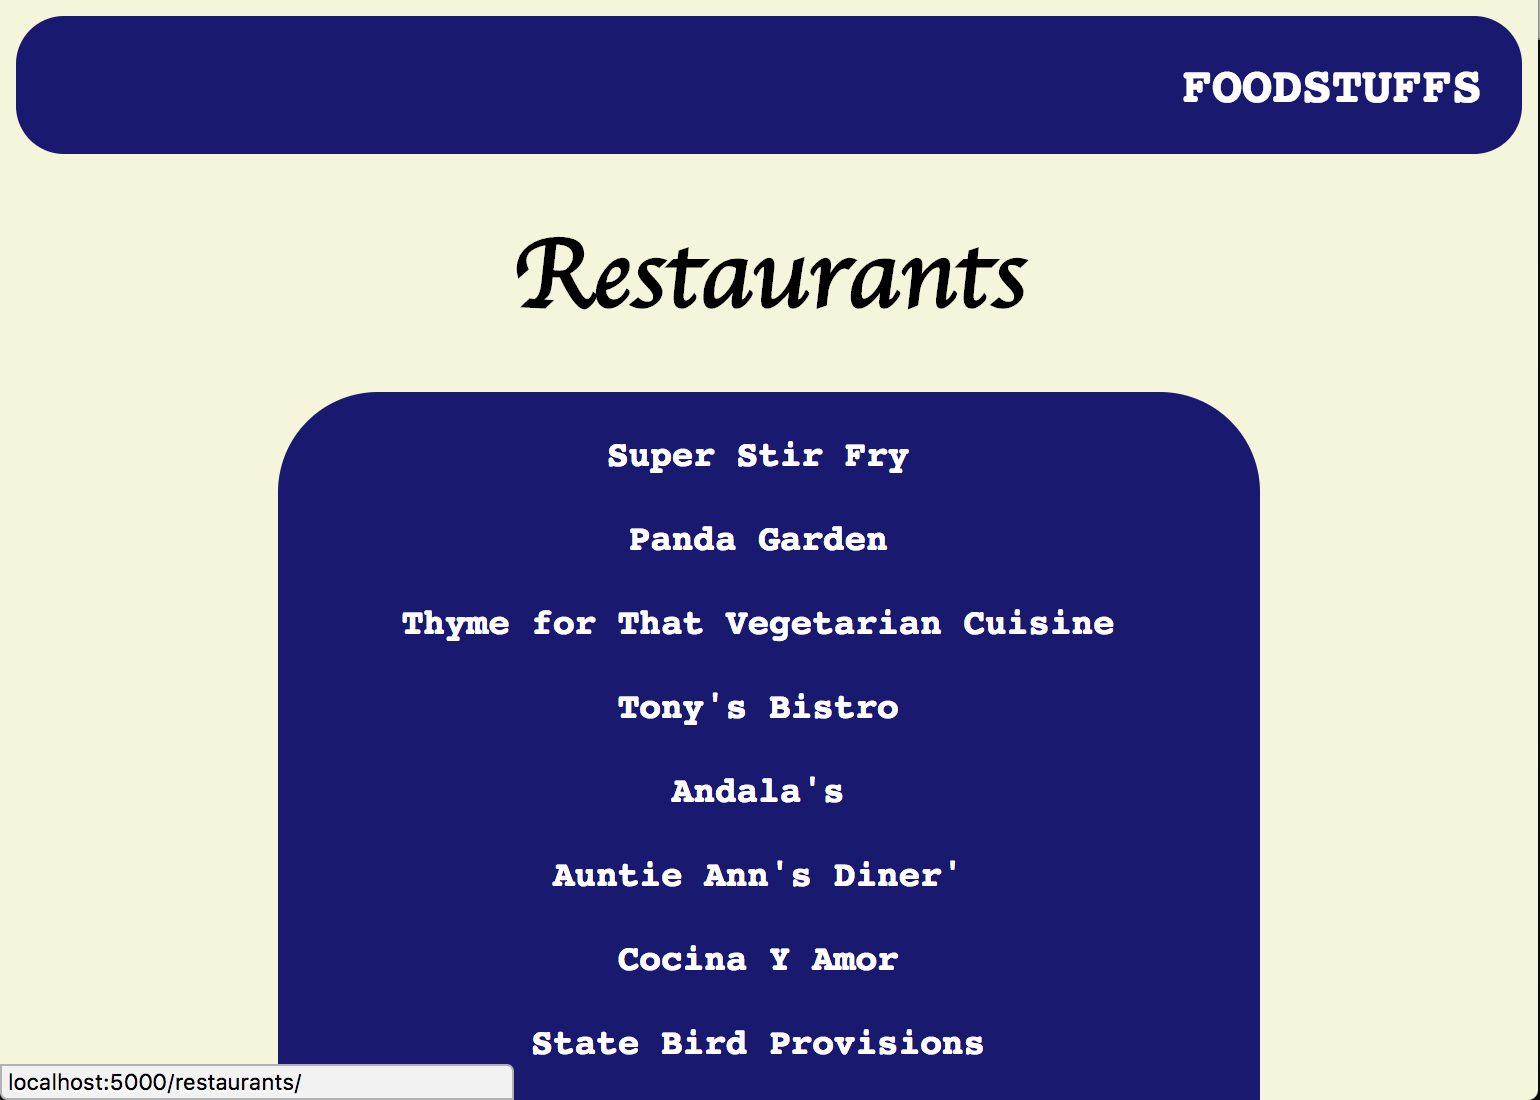 FOODSTUFFS
Restaurants
Super Stir Fry
Panda Garden
Thyme for That Vegetarian Cuisine
Tony's Bistro
Andala's
Auntie Ann's Diner'
Cocina Y Amor
State Bird Provisions
localhost:5000/restaurants/